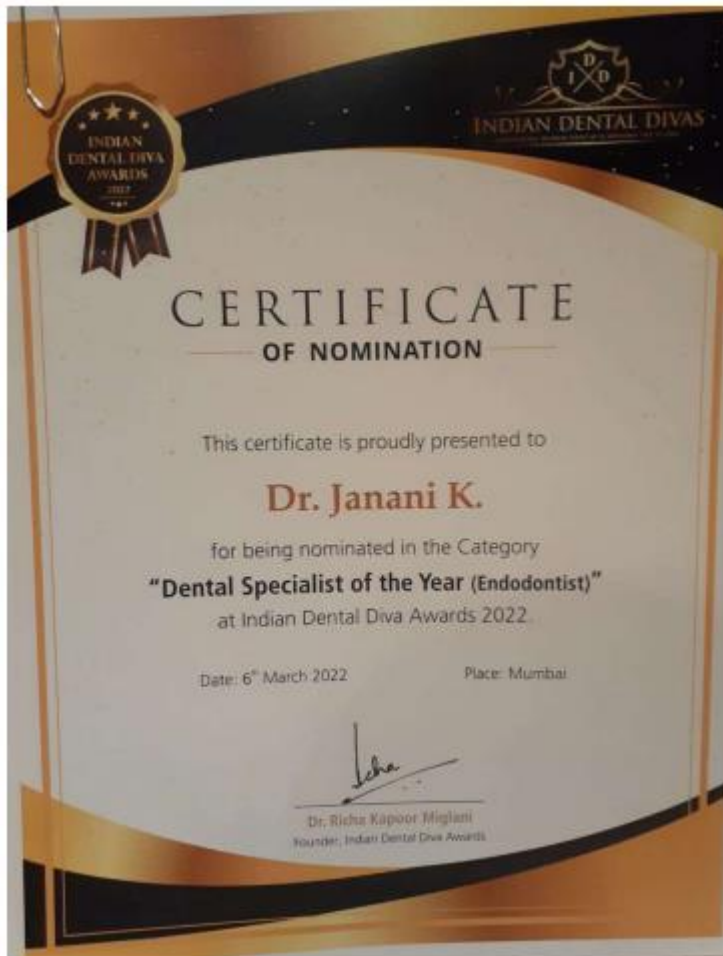 INDIAN
DENTAL DIVA
AWARDS
2022
I D D
INDIAN DENTAL DIVAS
CERTIFICATE
OF NOMINATION
This certificate is proudly presented to
Dr. Janani K.
for being nominated in the Category
“Dental Specialist of the Year (Endodontist)”
at Indian Dental Diva Awards 2022.
Date: 6th March 2022 Place: Mumbai
Richa
Dr. Richa Kapoor Miglani
Founder, Indian Dental Diva Awards